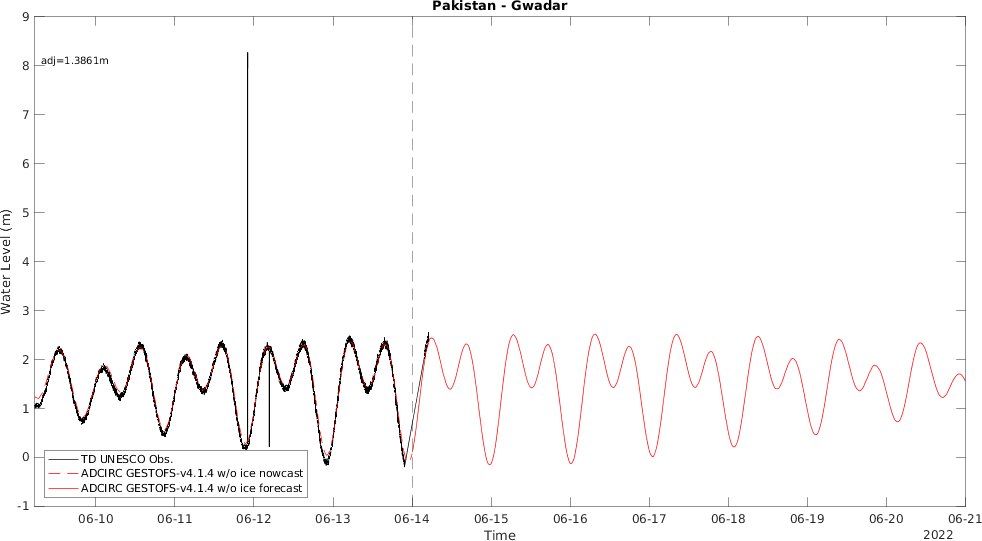 Pakistan - Gwadar
9
8
7
6
5
4
3
2
1
0
-1
adj=1.3861m
Water Level (m)
TD UNESCO Obs.
ADCIRC GESTOFS-v4.1.4 w/o ice nowcast
ADCIRC GESTOFS-v4.1.4 w/o ice forecast
06-10 06-11 06-12 06-13 06-14 06-15 06-16 06-17 06-18 06-19 06-20 06-21
Time
2022